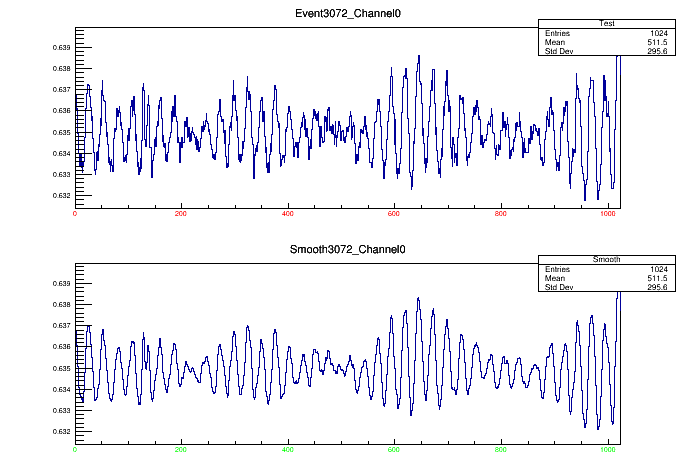 Event3072_Channel0
Test
Entries 1024
Mean 511.5
Std Dev 295.6
0.639
0.638
0.637
0.636
0.635
0.634
0.633
0.632
0 200 400 600 800 1000
Smooth3072_Channel0
Smooth
Entries 1024
Mean 511.5
Std Dev 295.6
0.639
0.638
0.637
0.636
0.635
0.634
0.633
0.632
0 200 400 600 800 1000